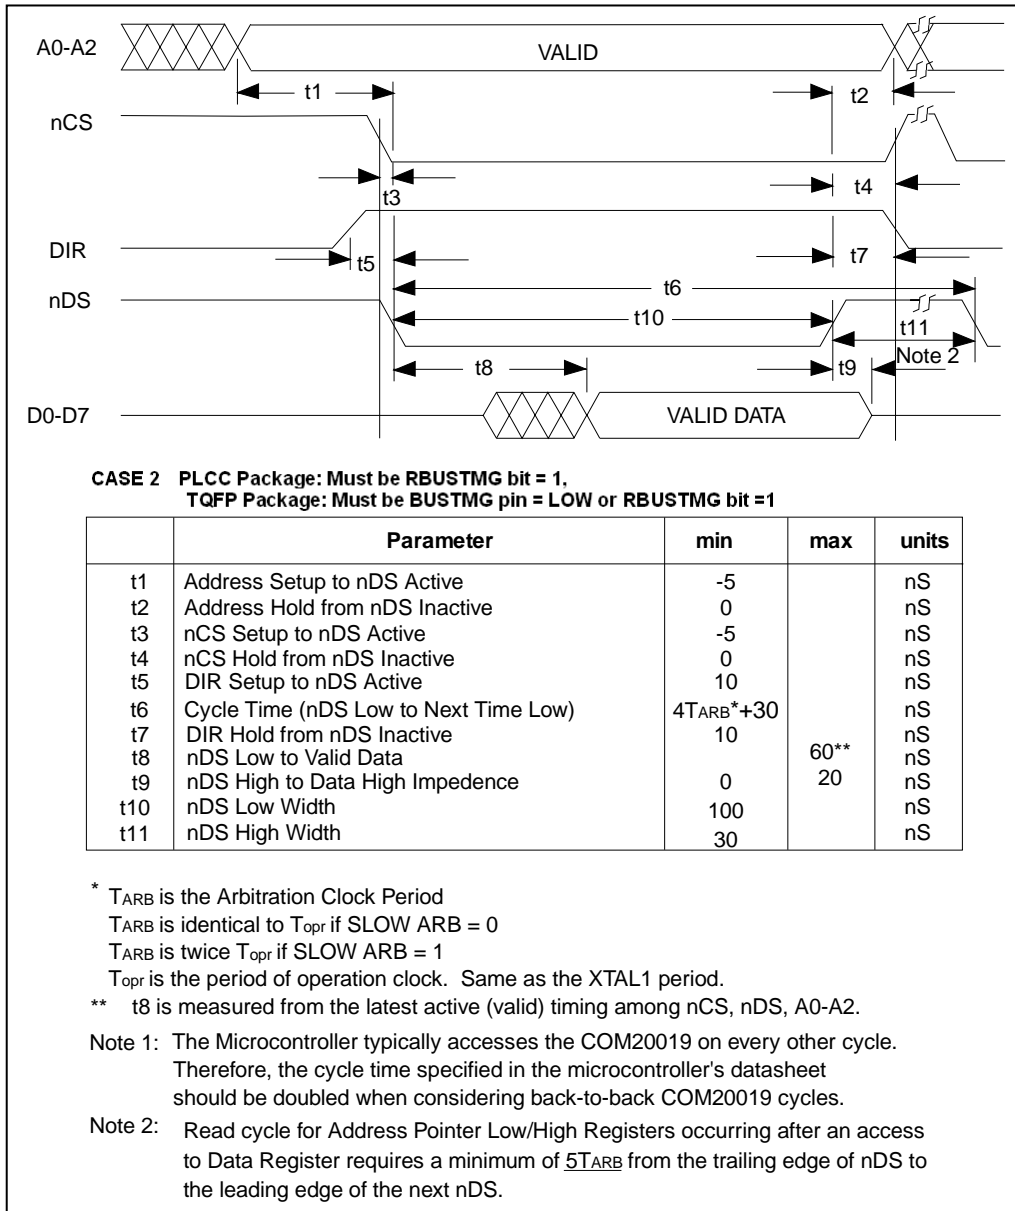 A0-A2
VALID
t1
t2
nCS
t3
t4
DIR
t5
t7
t6
nDS
t10
t11
Note 2
t8
t9
D0-D7
VALID DATA
CASE 2 PLCC Package: Must be RBUSTMG bit = 1,
TQFP Package: Must be BUSTMG pin = LOW or RBUSTMG bit =1
Parameter min max units
t1 Address Setup to nDS Active -5 nS
t2 Address Hold from nDS Inactive 0 nS
t3 nCS Setup to nDS Active -5 nS
t4 nCS Hold from nDS Inactive 0 nS
t5 DIR Setup to nDS Active 10 nS
t6 Cycle Time (nDS Low to Next Time Low) 4TARB*+30 nS
t7 DIR Hold from nDS Inactive 10 nS
t8 nDS Low to Valid Data 60** nS
t9 nDS High to Data High Impedence 0 20 nS
t10 nDS Low Width 100 nS
t11 nDS High Width 30 nS
* TARB is the Arbitration Clock Period
TARB is identical to Topr if SLOW ARB = 0
TARB is twice Topr if SLOW ARB = 1
Topr is the period of operation clock. Same as the XTAL1 period.
** t8 is measured from the latest active (valid) timing among nCS, nDS, A0-A2.
Note 1: The Microcontroller typically accesses the COM20019 on every other cycle.
Therefore, the cycle time specified in the microcontroller's datasheet
should be doubled when considering back-to-back COM20019 cycles.
Note 2: Read cycle for Address Pointer Low/High Registers occurring after an access
to Data Register requires a minimum of 5TARB from the trailing edge of nDS to
the leading edge of the next nDS.